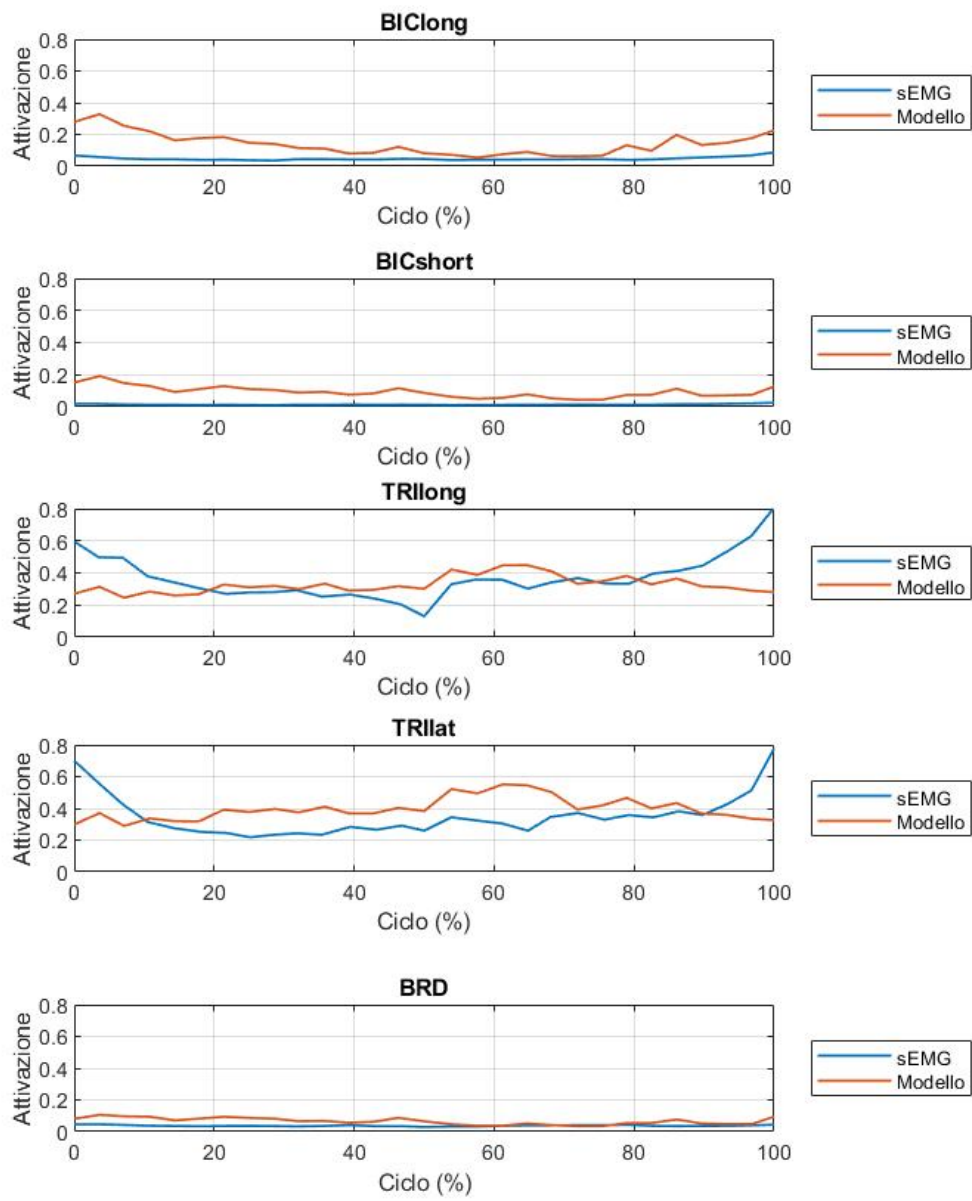 BIClong
0.8
0.6
0.4
0.2
0
Attivazione
0 20 40 60 80 100
Ciclo (%)
sEMG
Modello
BICshort
0.8
0.6
0.4
0.2
0
Attivazione
0 20 40 60 80 100
Ciclo (%)
sEMG
Modello
TRIlong
0.8
0.6
0.4
0.2
0
Attivazione
0 20 40 60 80 100
Ciclo (%)
sEMG
Modello
TRIlat
0.8
0.6
0.4
0.2
0
Attivazione
0 20 40 60 80 100
Ciclo (%)
sEMG
Modello
BRD
0.8
0.6
0.4
0.2
0
Attivazione
0 20 40 60 80 100
Ciclo (%)
sEMG
Modello